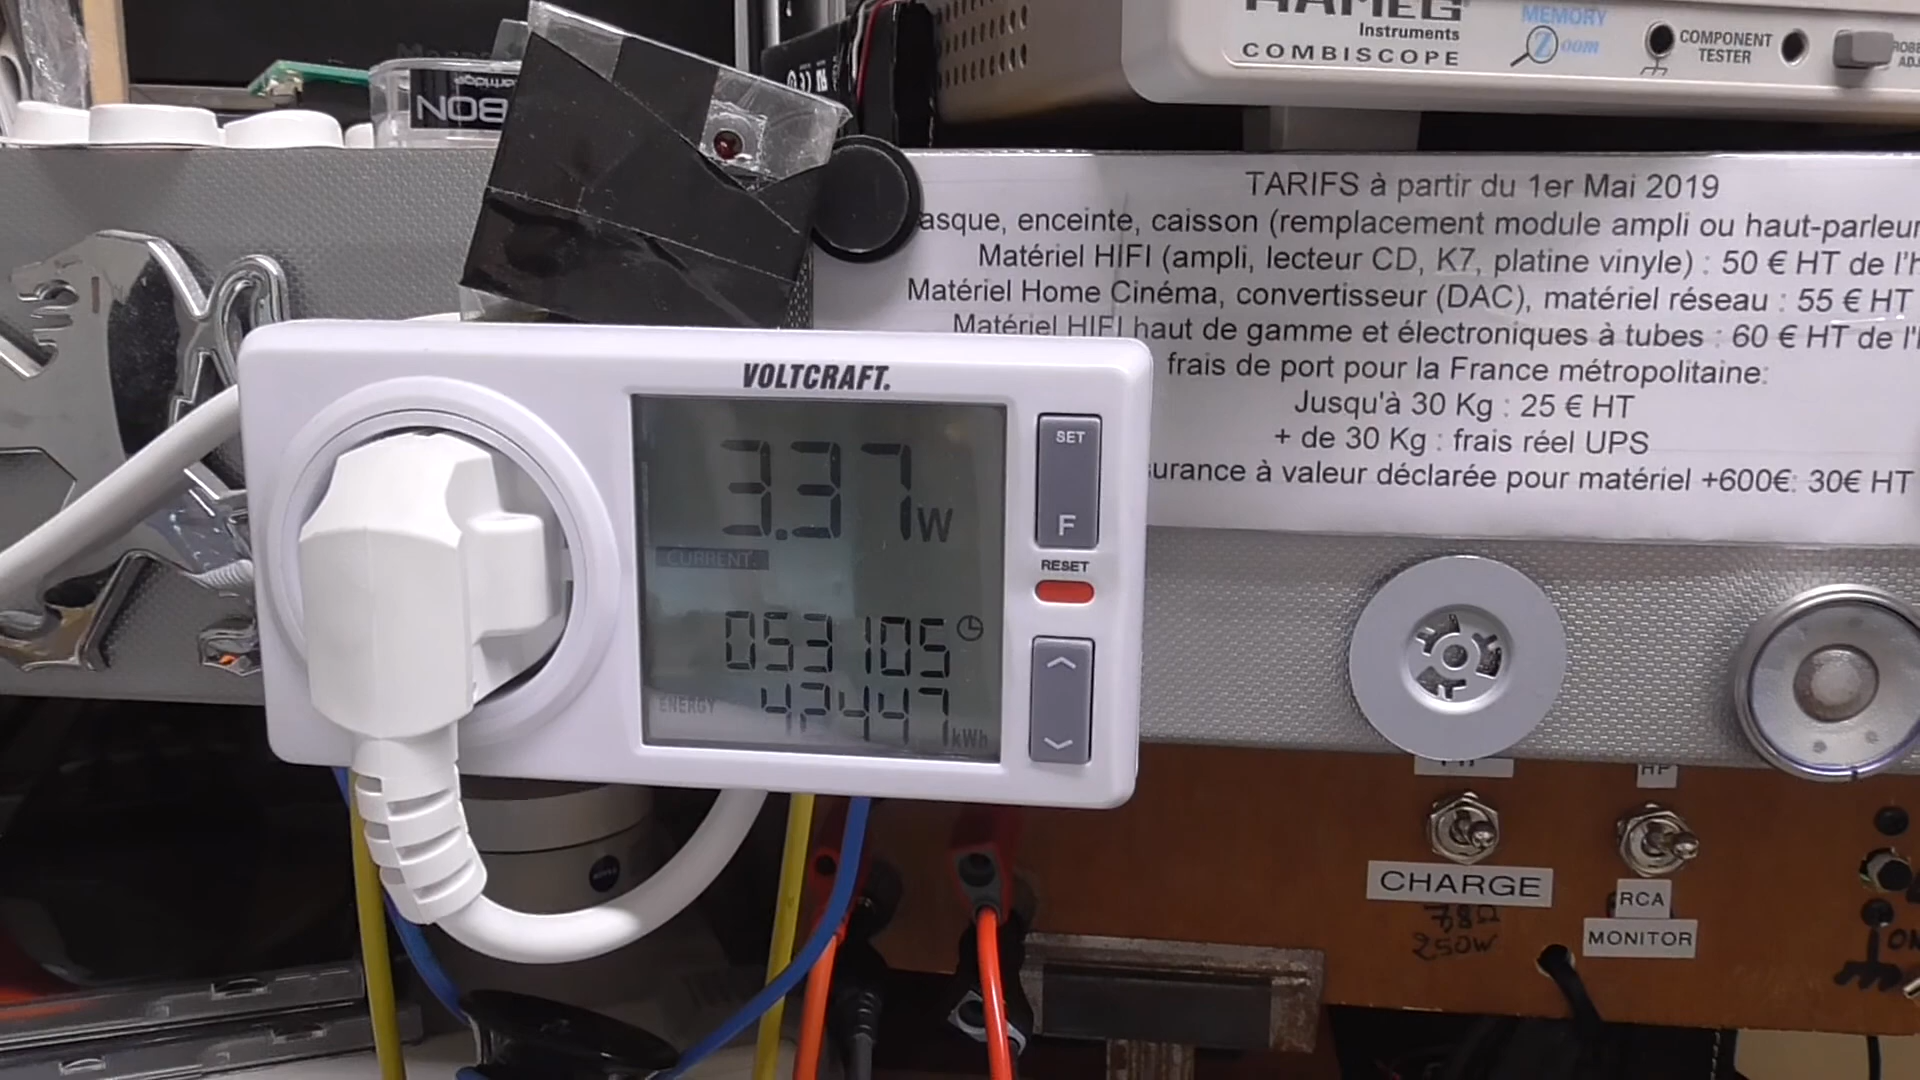 HAMEG
Instruments
COMBISCOPE
MEMORY
Zoom
COMPONENT
TESTER
TARIFS à partir du 1er Mai 2019
asque, enceinte, caisson (remplacement module ampli ou haut-parleur
Matériel HIFI (ampli, lecteur CD, K7, platine vinyle) : 50 € HT de l'h
Matériel Home Cinéma, convertisseur (DAC), matériel réseau : 55 € HT
Matériel HIFI haut de gamme et électroniques à tubes : 60 € HT de l'
frais de port pour la France métropolitaine:
Jusqu'à 30 Kg : 25 € HT
+ de 30 Kg : frais réel UPS
surance à valeur déclarée pour matériel +600€: 30€ HT
VOLTCRAFT.
3.37 W
CURRENT
053105
ENERGY 42447 kWh
SET
F
RESET
HP
CHARGE
7,8Ω
250W
RCA
MONITOR